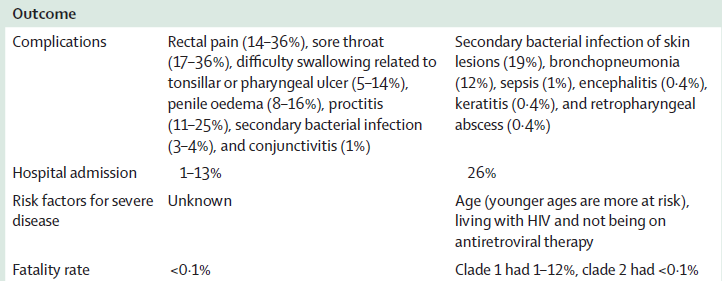 Outcome
Complications
Rectal pain (14–36%), sore throat
(17–36%), difficulty swallowing related to
tonsillar or pharyngeal ulcer (5–14%),
penile oedema (8–16%), proctitis
(11–25%), secondary bacterial infection
(3–4%), and conjunctivitis (1%)
Secondary bacterial infection of skin
lesions (19%), bronchopneumonia
(12%), sepsis (1%), encephalitis (0·4%),
keratitis (0·4%), and retropharyngeal
abscess (0·4%)
Hospital admission
1–13%
26%
Risk factors for severe
disease
Unknown
Age (younger ages are more at risk),
living with HIV and not being on
antiretroviral therapy
Fatality rate
<0·1%
Clade 1 had 1–12%, clade 2 had <0·1%